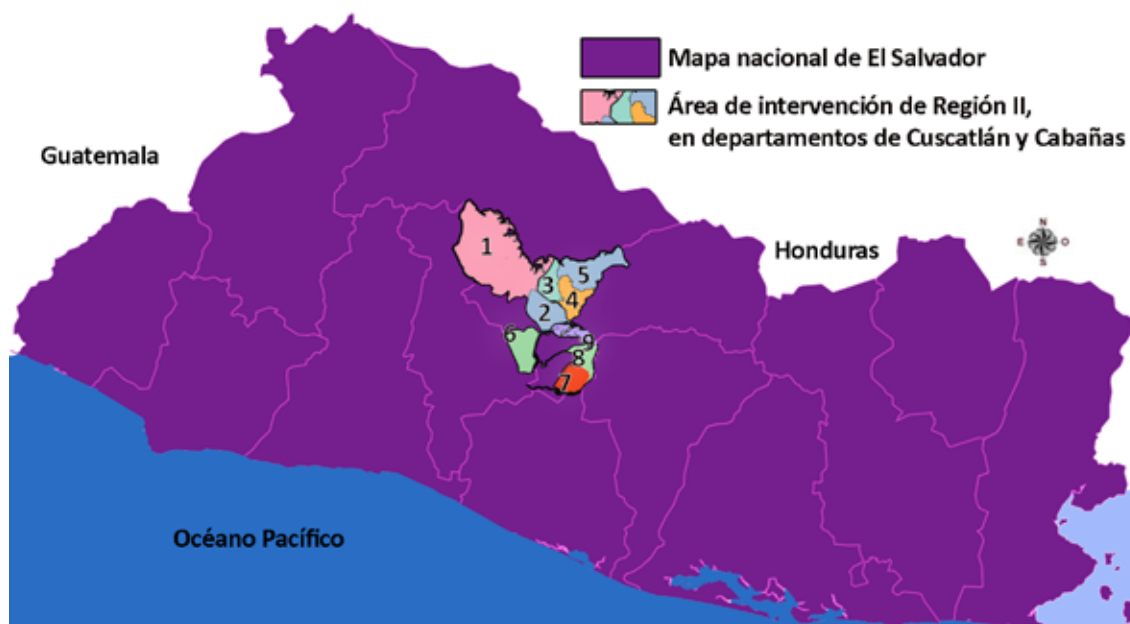 Mapa nacional de El Salvador
Área de intervención de Región II,
en departamentos de Cuscatlán y Cabañas
Guatemala
Honduras
N
E O
S
1
5
3
4
2
6
9
8
7
Océano Pacífico